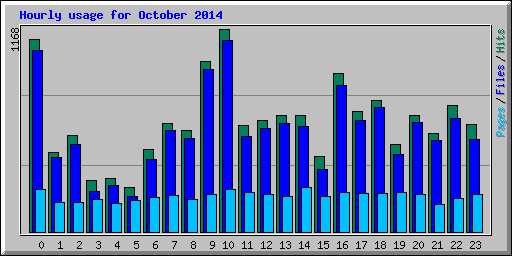 Hourly usage for October 2014
1168
Pages/Files/Hits
0 1 2 3 4 5 6 7 8 9 10 11 12 13 14 15 16 17 18 19 20 21 22 23